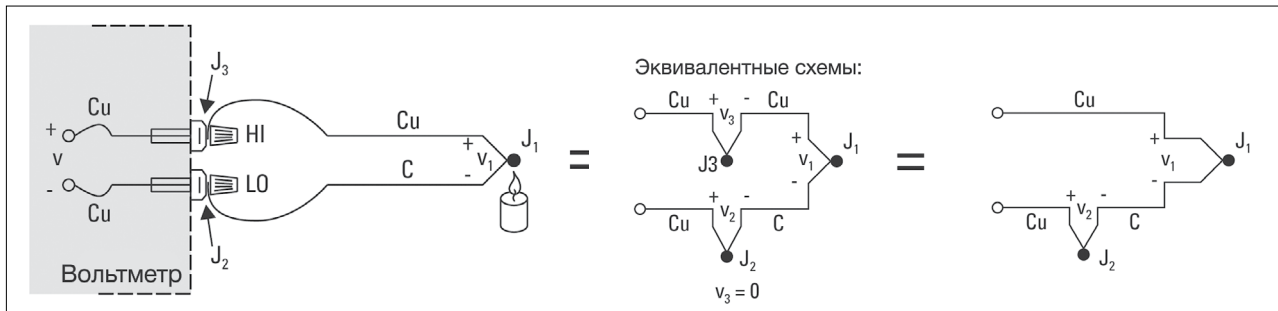 J₃
Cu
+
v
-
Cu
HI
LO
J₂
Вольтметр
Cu
C
+
v₁
-
J₁
=
Эквивалентные схемы:
Cu + - Cu
v₃
J3
+
v₁
-
J₁
+ -
v₂
Cu C
J₂
v₃ = 0
=
Cu
+
v₁
-
J₁
+ -
v₂
Cu C
J₂